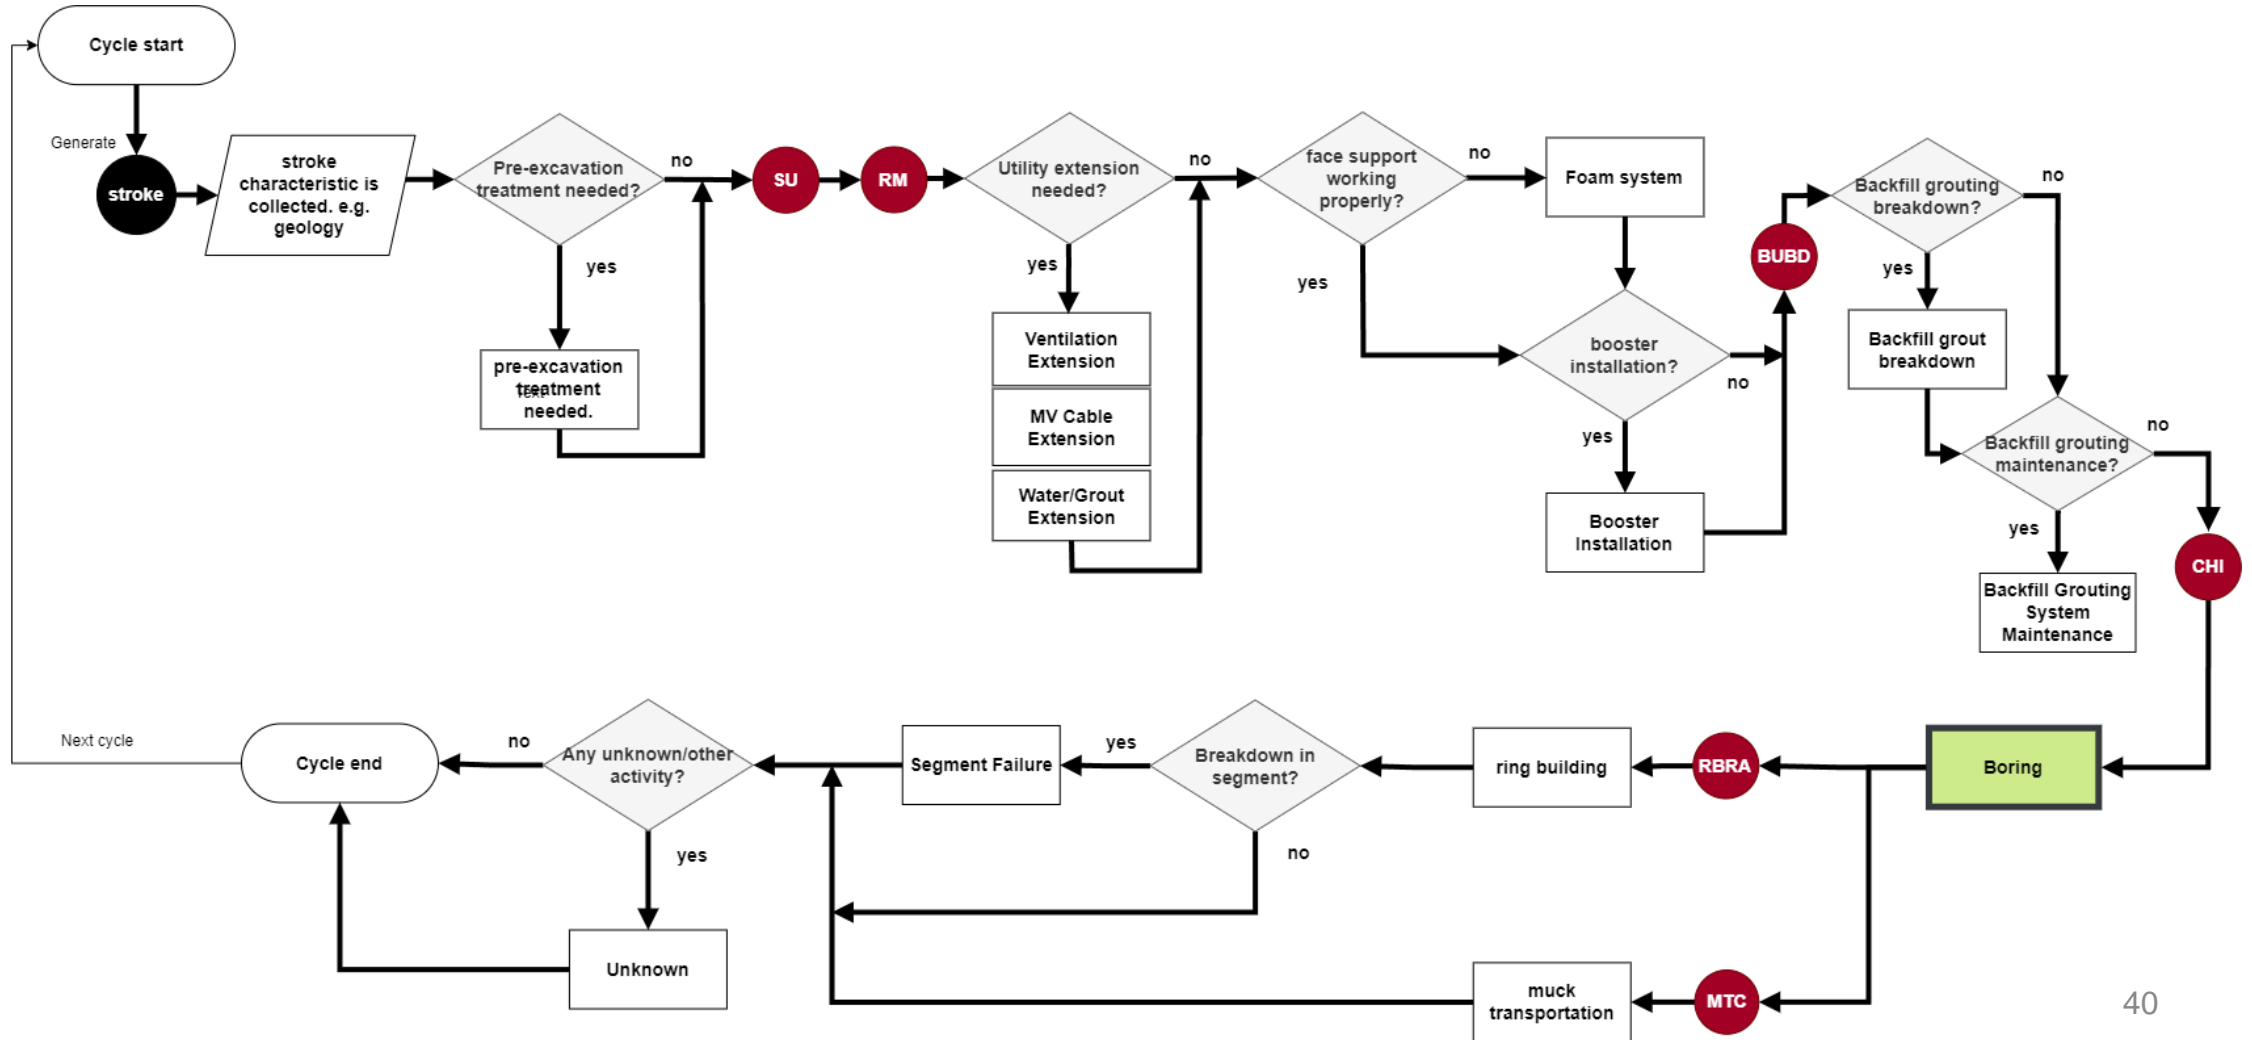 Cycle start
Generate
stroke
stroke
characteristic is
collected. e.g.
geology
Pre-excavation
treatment needed?
no
yes
pre-excavation
treatment
Text
needed.
SU
RM
Utility extension
needed?
no
yes
Ventilation
Extension
MV Cable
Extension
Water/Grout
Extension
face support
working
properly?
no
yes
Foam system
booster
installation?
no
yes
Booster
Installation
BUBD
Backfill grouting
breakdown?
no
yes
Backfill grout
breakdown
Backfill grouting
maintenance?
no
yes
Backfill Grouting
System
Maintenance
CHI
Boring
RBRA
ring building
Breakdown in
segment?
yes
no
Segment Failure
MTC
muck
transportation
Any unknown/other
activity?
no
yes
Unknown
Cycle end
Next cycle
40